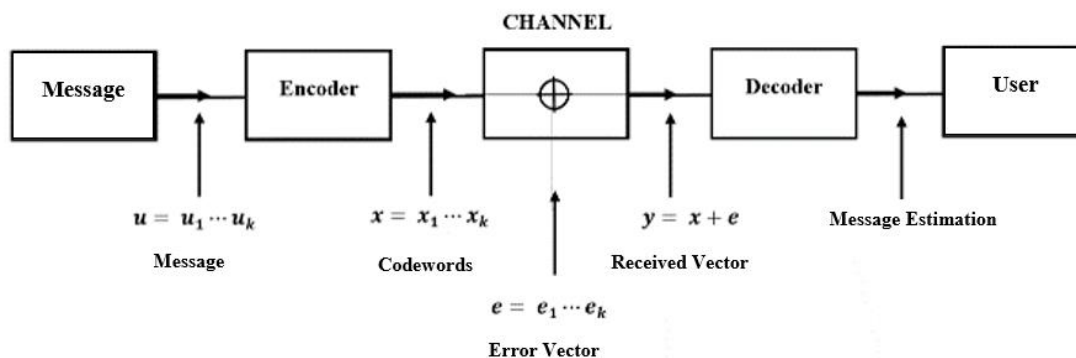 CHANNEL
Message
Encoder
Decoder
User
u = u₁ ⋯ u_k
x = x₁ ⋯ x_k
y = x + e
Message Estimation
Message
Codewords
Received Vector
e = e₁ ⋯ e_k
Error Vector